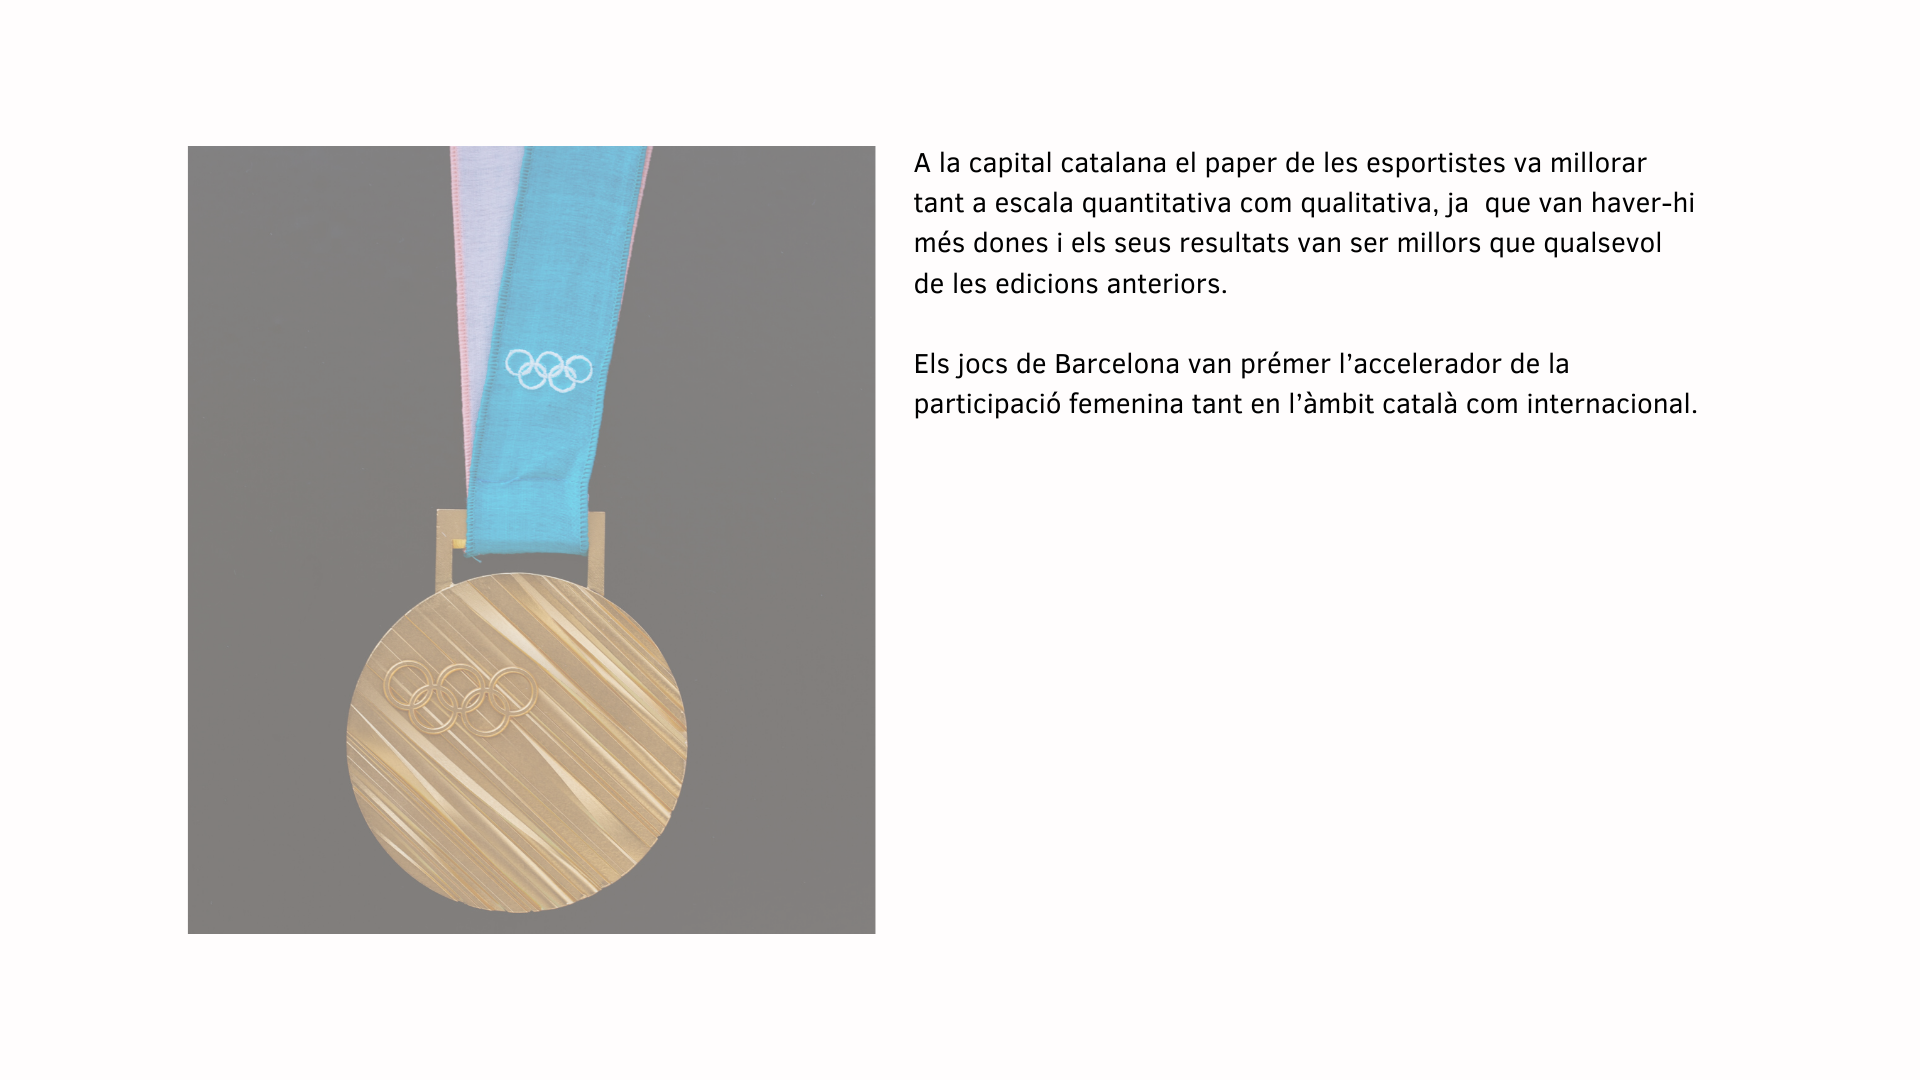 A la capital catalana el paper de les esportistes va millorar
tant a escala quantitativa com qualitativa, ja  que van haver-hi
més dones i els seus resultats van ser millors que qualsevol
de les edicions anteriors.
Els jocs de Barcelona van prémer l’accelerador de la
participació femenina tant en l’àmbit català com internacional.